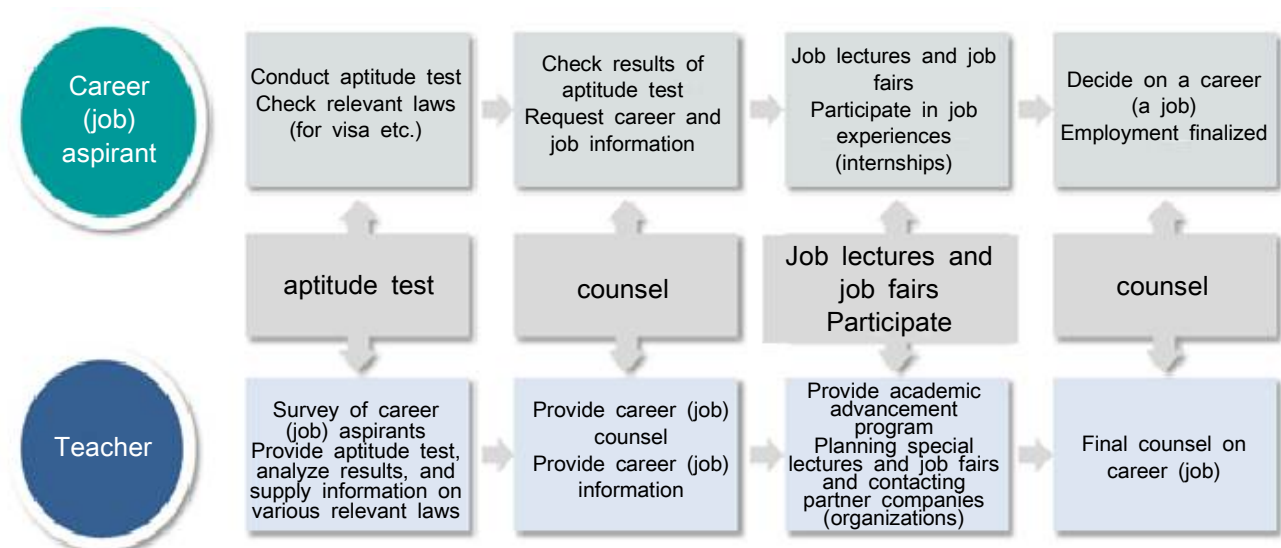 Career
(job)
aspirant
Conduct aptitude test
Check relevant laws
(for visa etc.)
Check results of
aptitude test
Request career and
job information
Job lectures and job
fairs
Participate in job
experiences
(internships)
Decide on a career
(a job)
Employment finalized
aptitude test
counsel
Job lectures and
job fairs
Participate
counsel
Teacher
Survey of career
(job) aspirants
Provide aptitude test,
analyze results, and
supply information on
various relevant laws
Provide career (job)
counsel
Provide career (job)
information
Provide academic
advancement
program
Planning special
lectures and job fairs
and contacting
partner companies
(organizations)
Final counsel on
career (job)